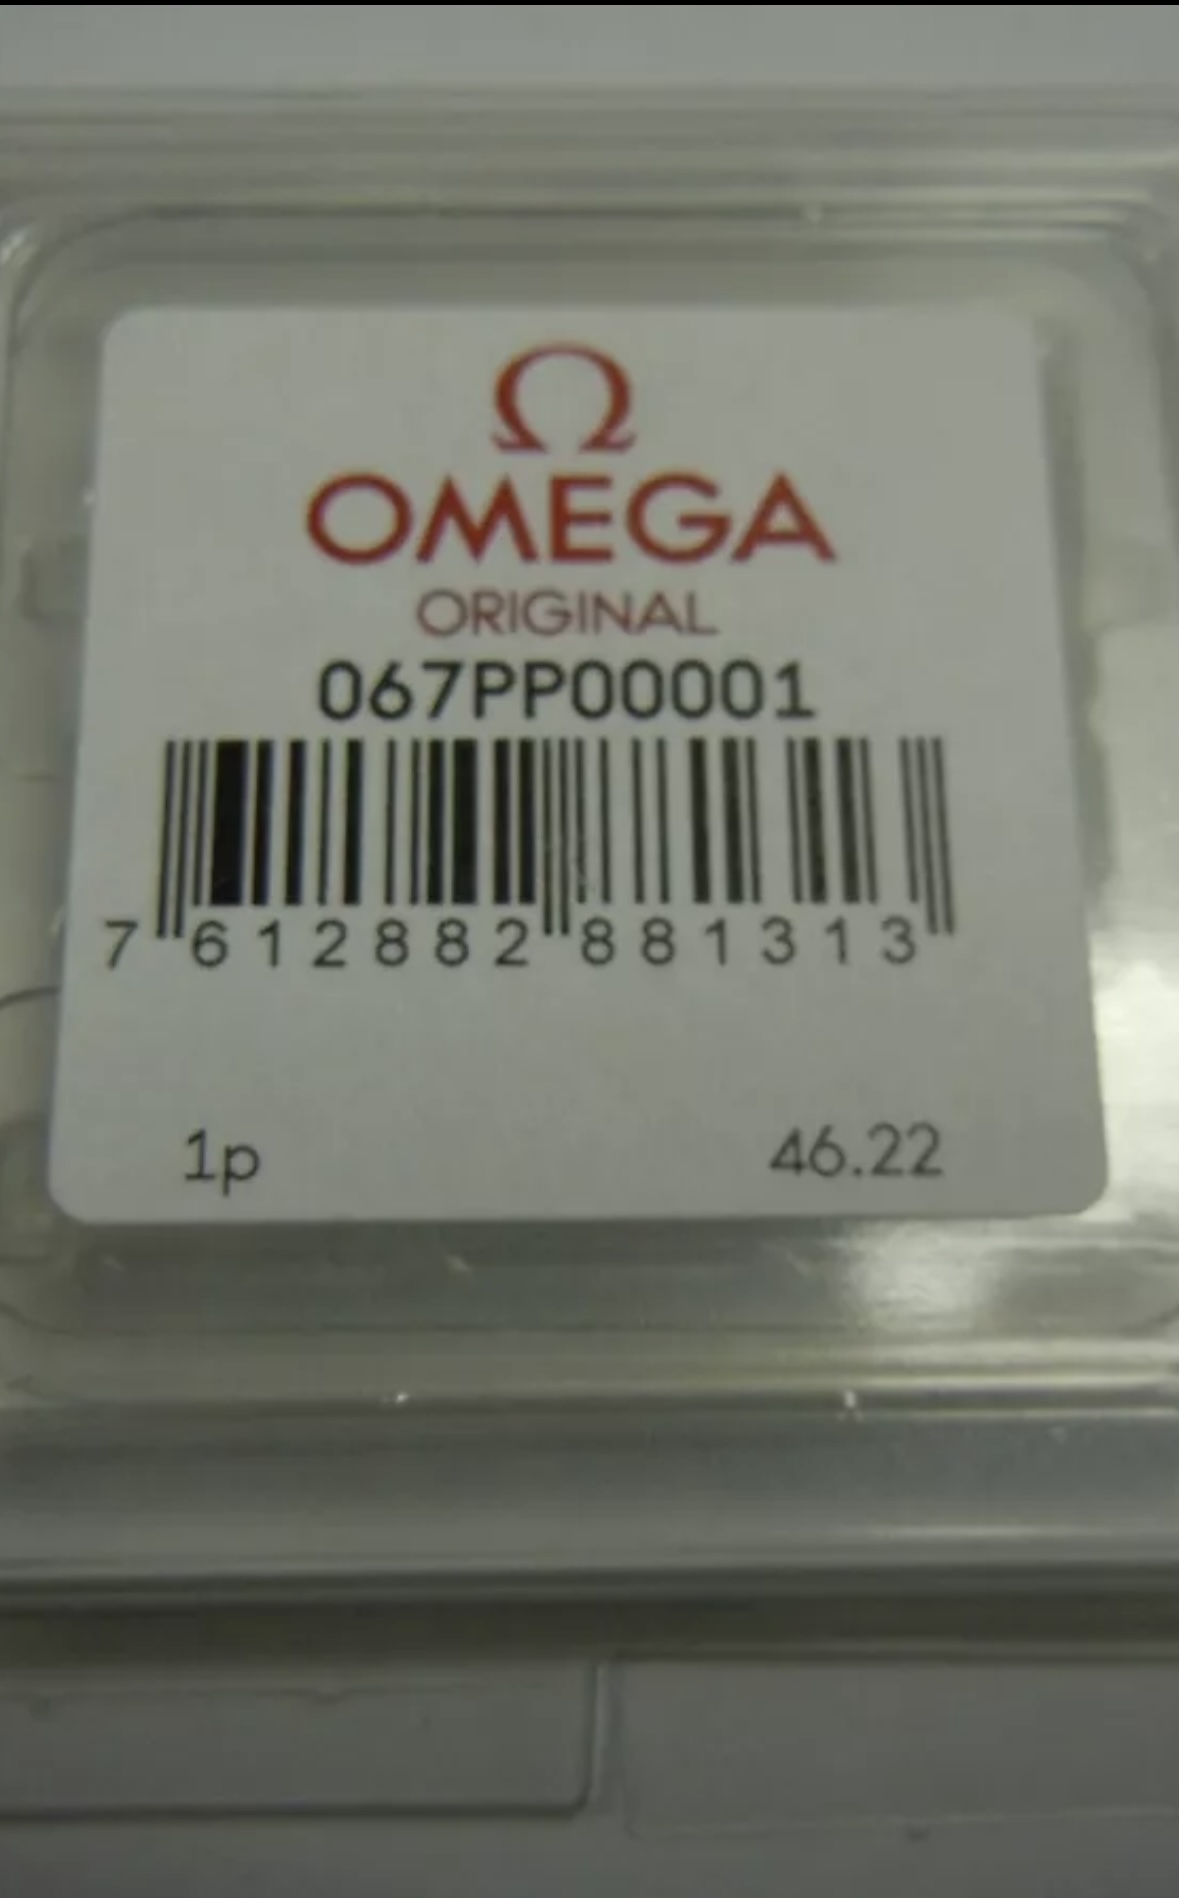 Ω
OMEGA
ORIGINAL
067PP00001
7 612882 881313
1p 46.22